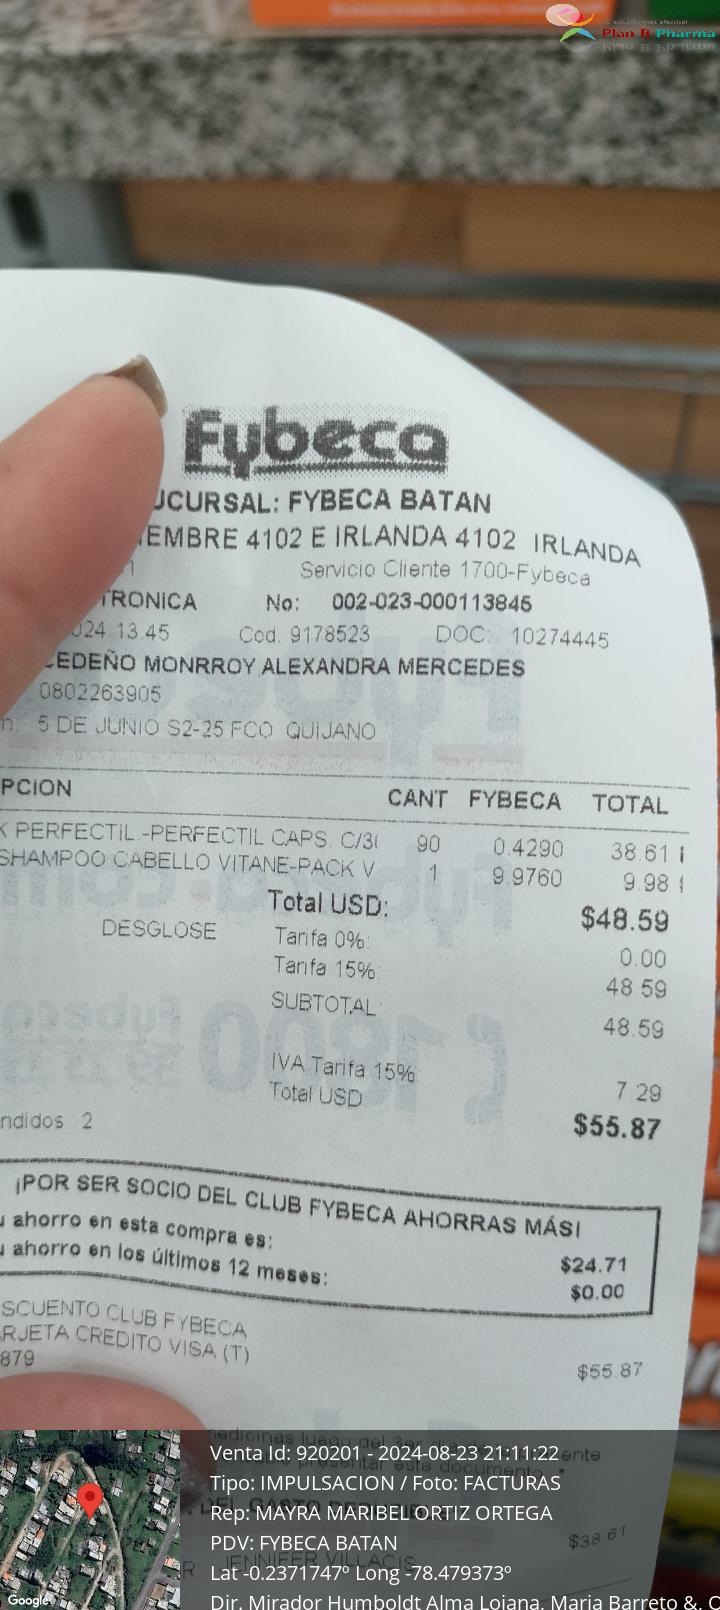 Plan B Pharma
Fybeca
UCURSAL: FYBECA BATAN
IEMBRE 4102 E IRLANDA 4102 IRLANDA
Servicio Cliente 1700-Fybeca
TRONICA No: 002-023-000113845
024 13.45 Cod. 9178523 DOC: 10274445
CEDEÑO MONRROY ALEXANDRA MERCEDES
0802263905
n. 5 DE JUNIO S2-25 FCO QUIJANO
PCION CANT FYBECA TOTAL
K PERFECTIL -PERFECTIL CAPS. C/30 90 0.4290 38.61
SHAMPOO CABELLO VITANE-PACK V 1 9.9760 9.98
Total USD: $48.59
DESGLOSE Tarifa 0%: 0.00
Tarifa 15%: 48.59
SUBTOTAL: 48.59
IVA Tarifa 15%: 7.29
Total USD $55.87
ndidos : 2
¡POR SER SOCIO DEL CLUB FYBECA AHORRAS MÁS!
u ahorro en esta compra es: $24.71
u ahorro en los últimos 12 meses: $0.00
SCUENTO CLUB FYBECA
ARJETA CREDITO VISA (T) $55.87
879
Venta Id: 920201 - 2024-08-23 21:11:22
Tipo: IMPULSACION / Foto: FACTURAS
Rep: MAYRA MARIBEL ORTIZ ORTEGA
$38.61
PDV: FYBECA BATAN
JENNIFER VILLACIS
Lat -0.2371747º Long -78.479373º
Dir. Mirador Humboldt Alma Lojana, Maria Barreto &, O
Google